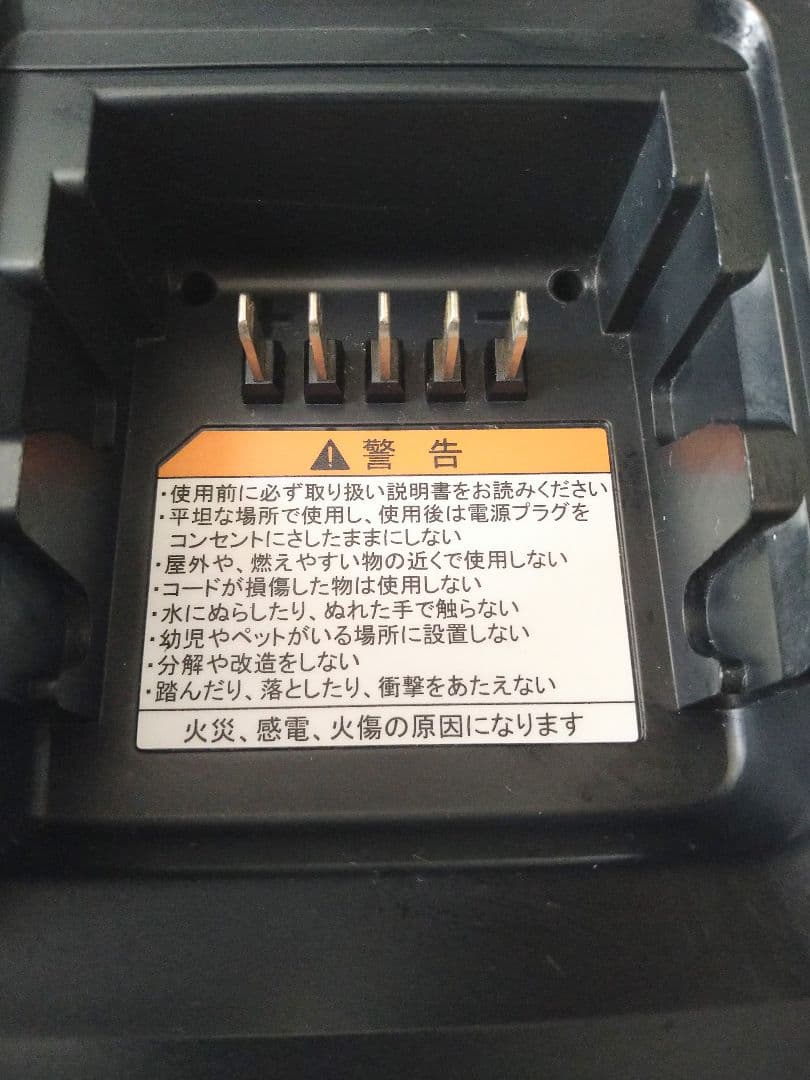 警告
・使用前に必ず取り扱い説明書をお読みください
・平坦な場所で使用し、使用後は電源プラグを
コンセントにさしたままにしない
・屋外や、燃えやすい物の近くで使用しない
・コードが損傷した物は使用しない
・水にぬらしたり、ぬれた手で触らない
・幼児やペットがいる場所に設置しない
・分解や改造をしない
・踏んだり、落としたり、衝撃をあたえない
火災、感電、火傷の原因になります